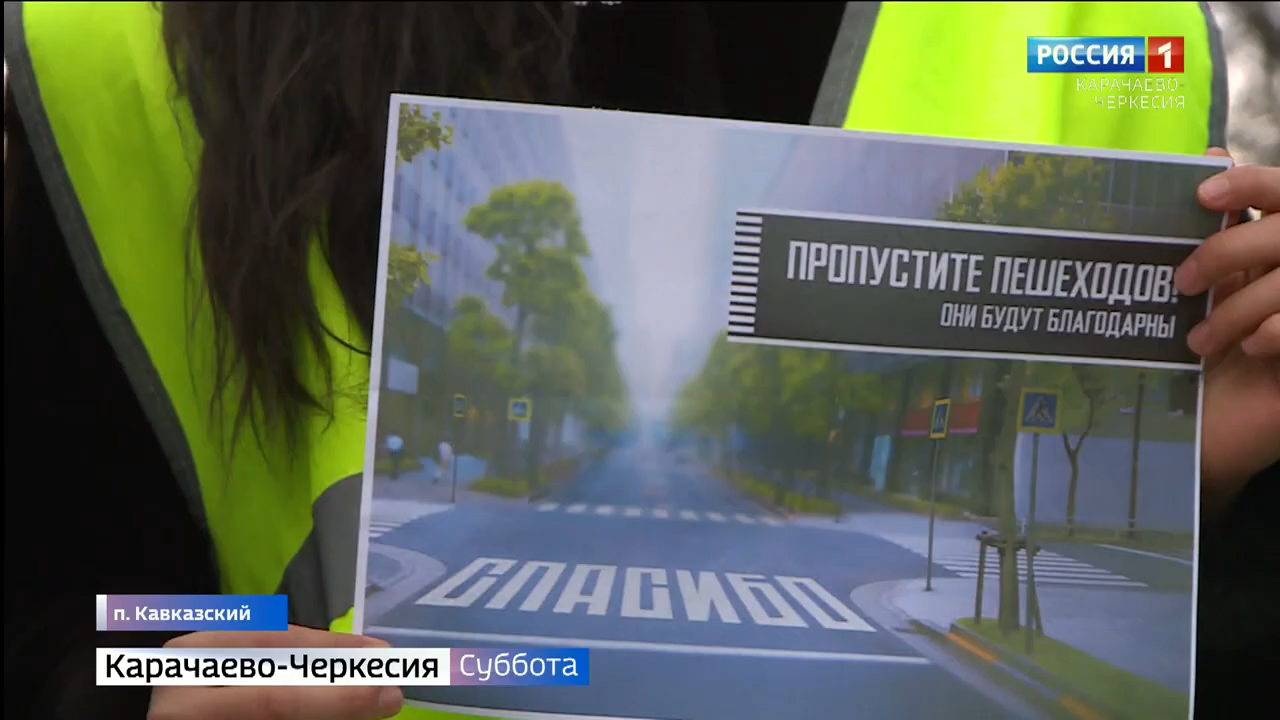 РОССИЯ 1
КАРАЧАЕВО-
ЧЕРКЕСИЯ
ПРОПУСТИТЕ ПЕШЕХОДОВ!
ОНИ БУДУТ БЛАГОДАРНЫ
СПАСИБО
п. Кавказский
Карачаево-Черкесия Суббота